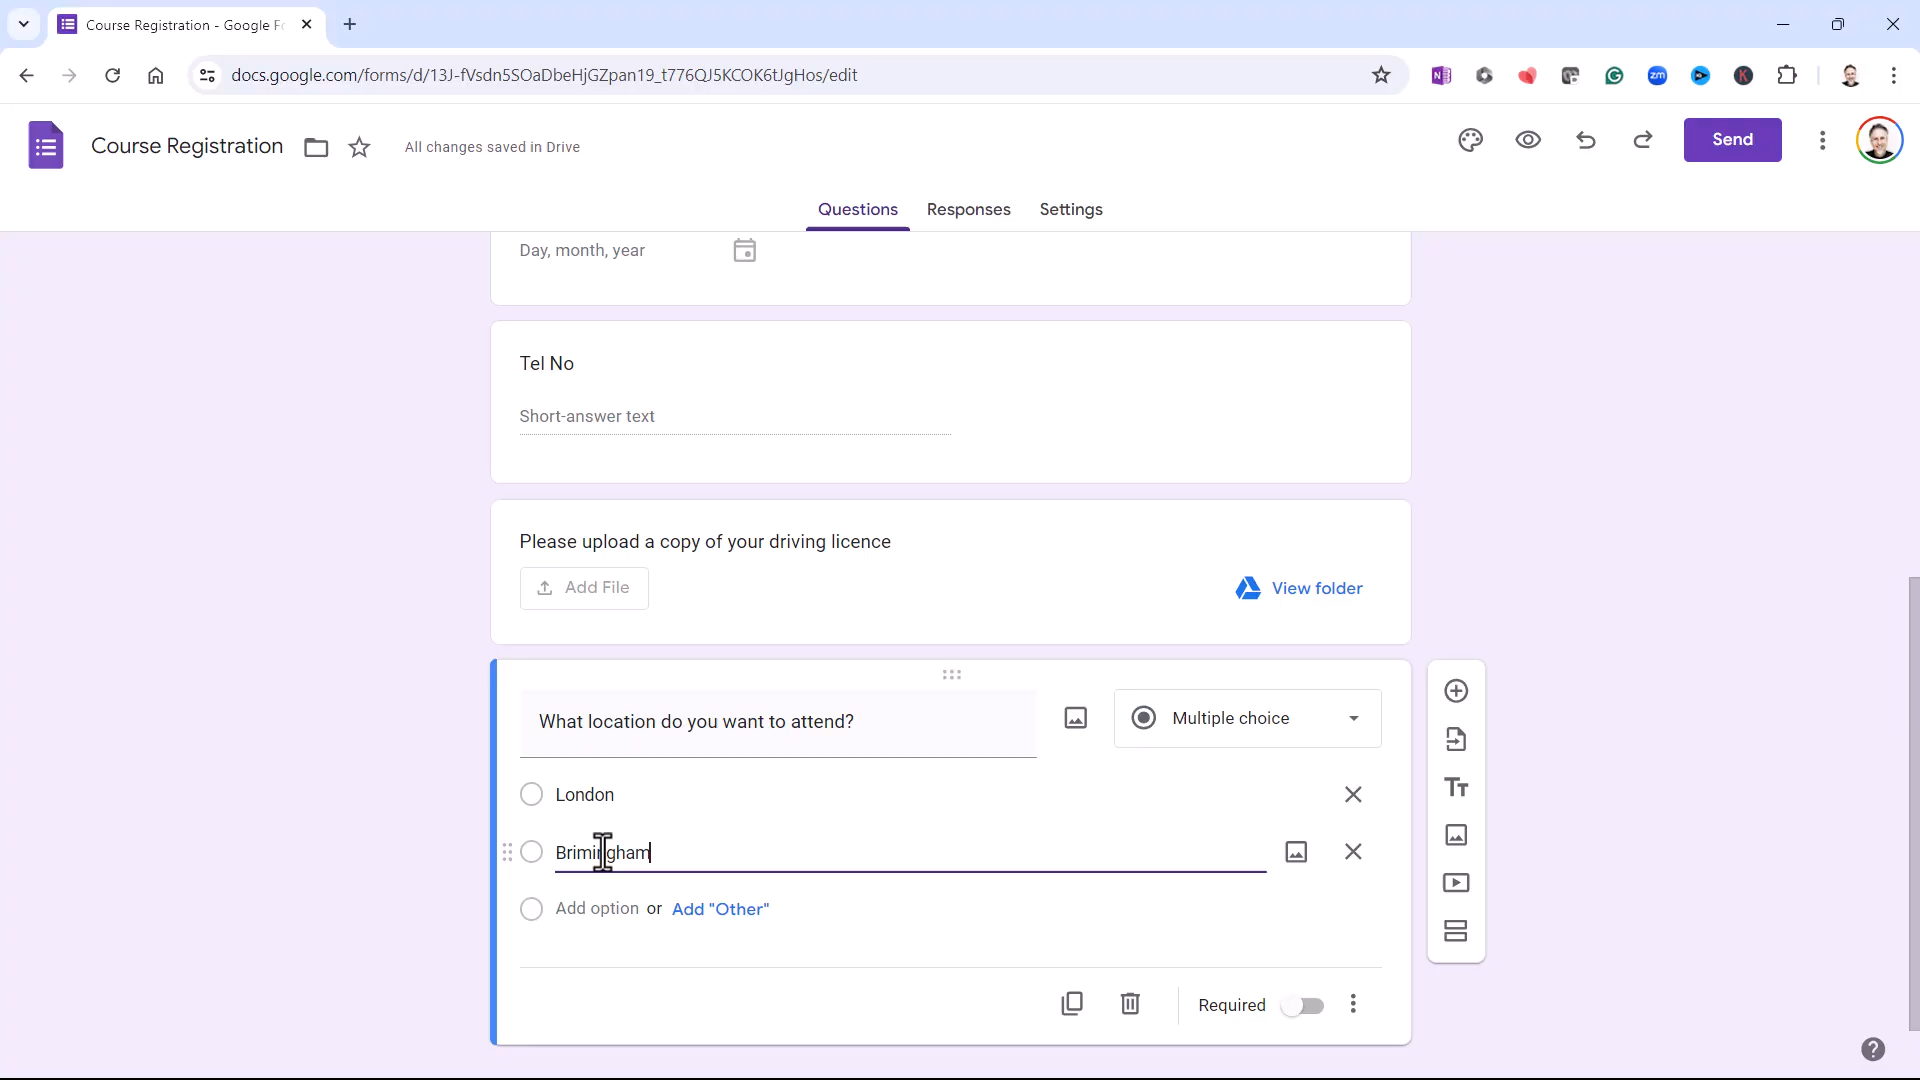 Course Registration - Google Fo
docs.google.com/forms/d/13J-fVsdn5SOaDbeHjGZpan19_t776QJ5KCOK6tJgHos/edit
N
zm
K
Course Registration
All changes saved in Drive
Send
Questions Responses Settings
Day, month, year
Tel No
Short-answer text
Please upload a copy of your driving licence
Add File
View folder
What location do you want to attend?
Multiple choice
London
Brimingham
Add option or Add "Other"
Required